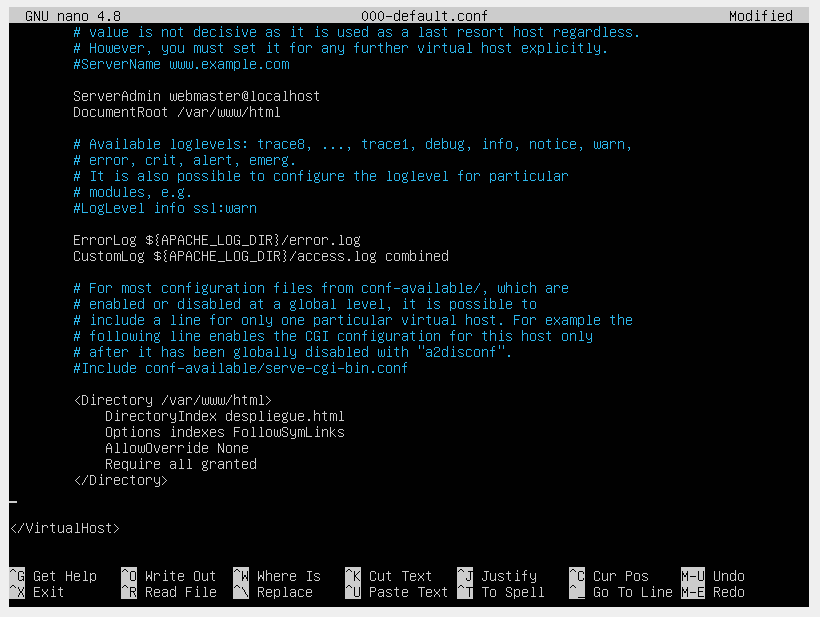 GNU nano 4.8 000-default.conf Modified
# value is not decisive as it is used as a last resort host regardless.
# However, you must set it for any further virtual host explicitly.
#ServerName www.example.com
ServerAdmin webmaster@localhost
DocumentRoot /var/www/html
# Available loglevels: trace8, ..., trace1, debug, info, notice, warn,
# error, crit, alert, emerg.
# It is also possible to configure the loglevel for particular
# modules, e.g.
#LogLevel info ssl:warn
ErrorLog ${APACHE_LOG_DIR}/error.log
CustomLog ${APACHE_LOG_DIR}/access.log combined
# For most configuration files from conf-available/, which are
# enabled or disabled at a global level, it is possible to
# include a line for only one particular virtual host. For example the
# following line enables the CGI configuration for this host only
# after it has been globally disabled with "a2disconf".
#Include conf-available/serve-cgi-bin.conf
<Directory /var/www/html>
DirectoryIndex despliegue.html
Options indexes FollowSymLinks
AllowOverride None
Require all granted
</Directory>
</VirtualHost>
^G Get Help ^O Write Out ^W Where Is ^K Cut Text ^J Justify ^C Cur Pos M-U Undo
^X Exit ^R Read File ^\ Replace ^U Paste Text ^T To Spell ^_ Go To Line M-E Redo